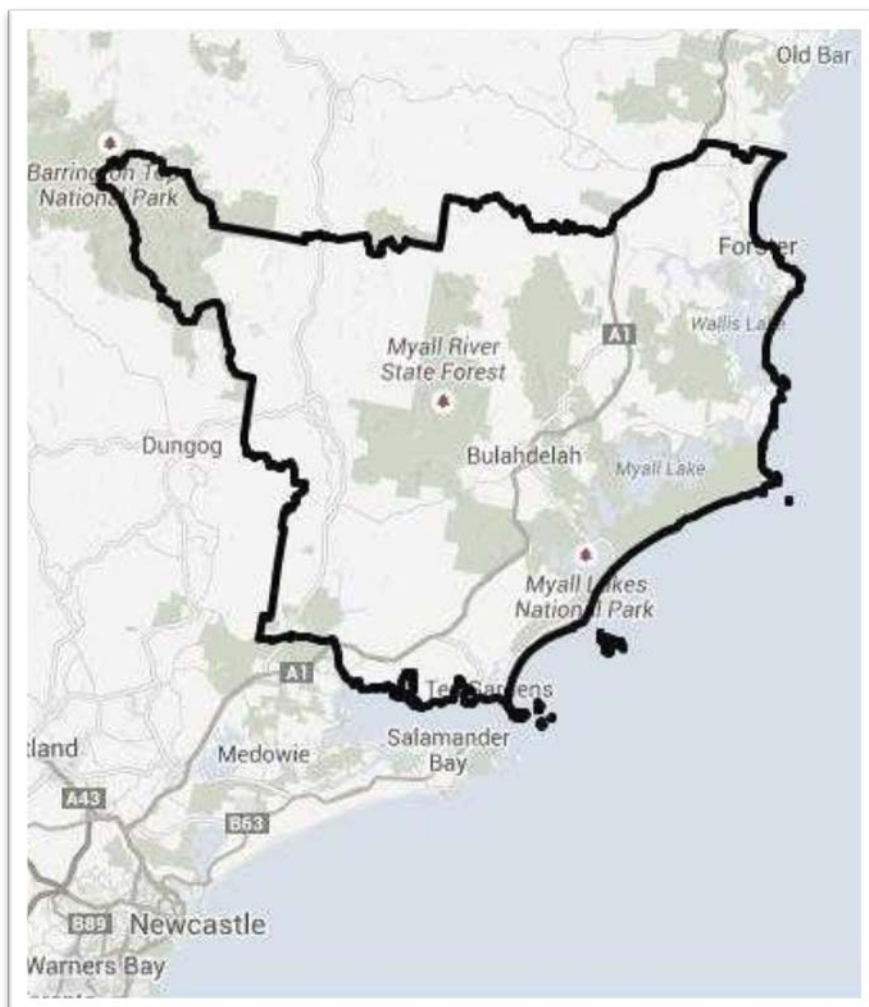 Old Bar
Barrington Tops
National Park
Forster
Wallis Lake
A1
Myall River
State Forest
Dungog
Bulahdelah
Myall Lake
Myall Lakes
National Park
A1
Tea Gardens
Medowie
Salamander
Bay
tland
A43
B63
B89
Newcastle
Warners Bay